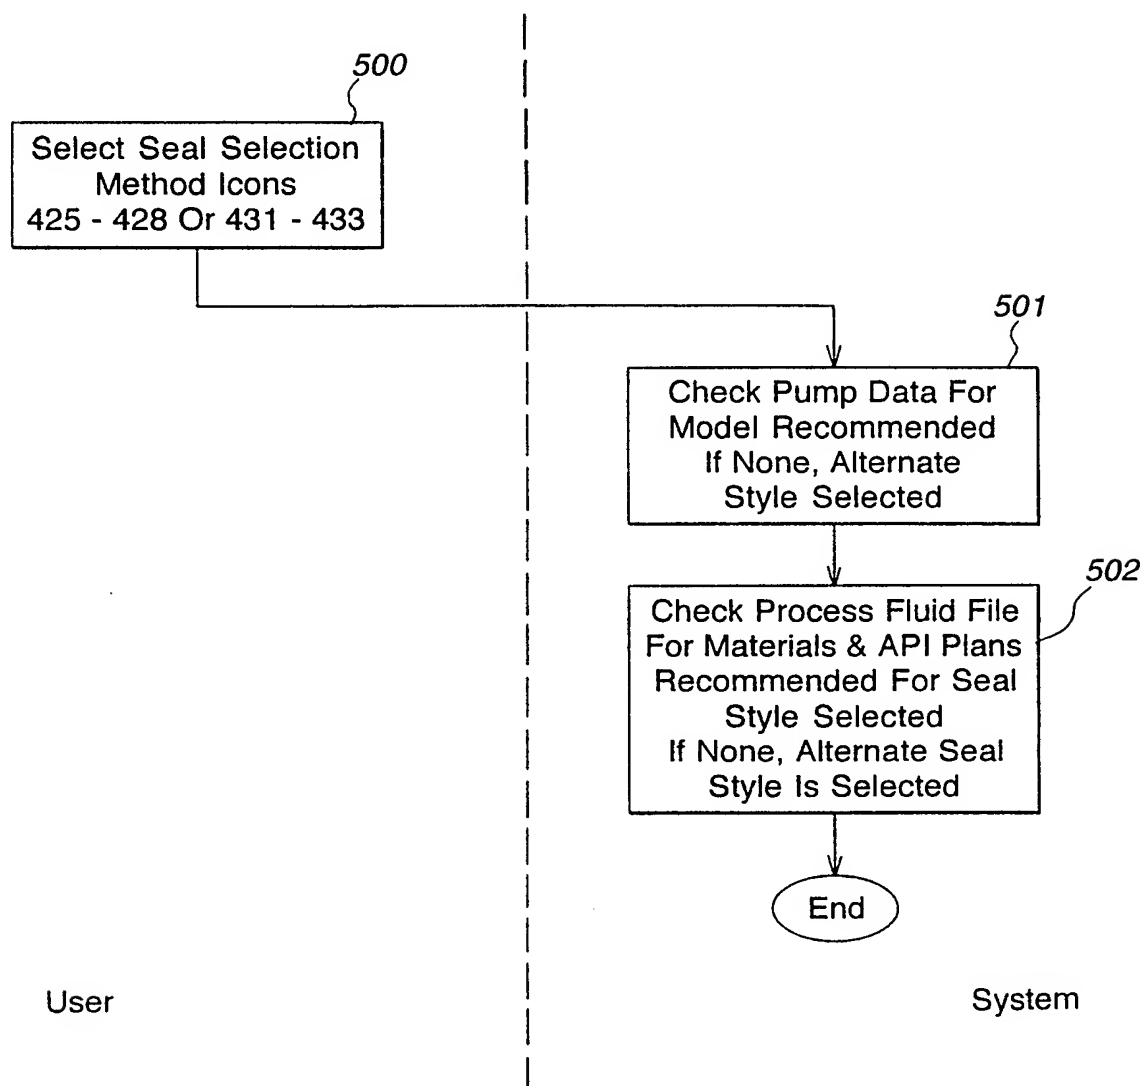 500
Select Seal Selection
Method Icons
425 - 428 Or 431 - 433
501
Check Pump Data For
Model Recommended
If None, Alternate
Style Selected
502
Check Process Fluid File
For Materials & API Plans
Recommended For Seal
Style Selected
If None, Alternate Seal
Style Is Selected
End
User
System